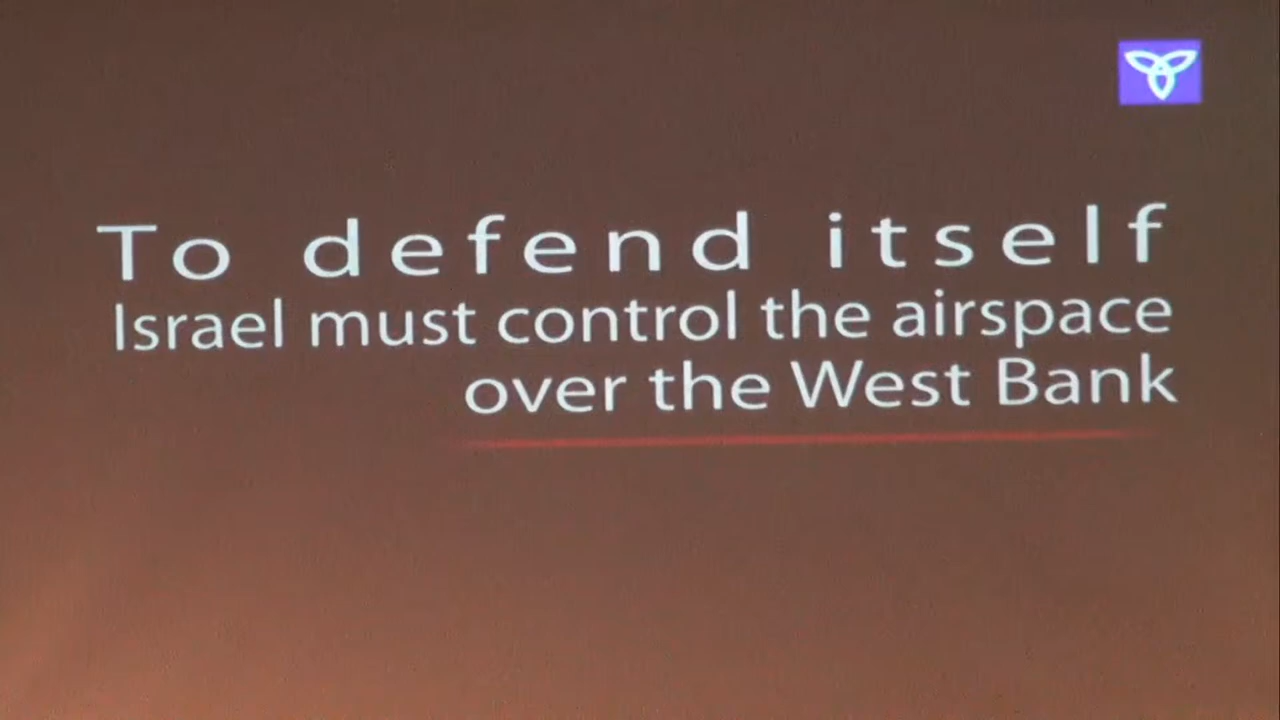 To defend itself
Israel must control the airspace
over the West Bank